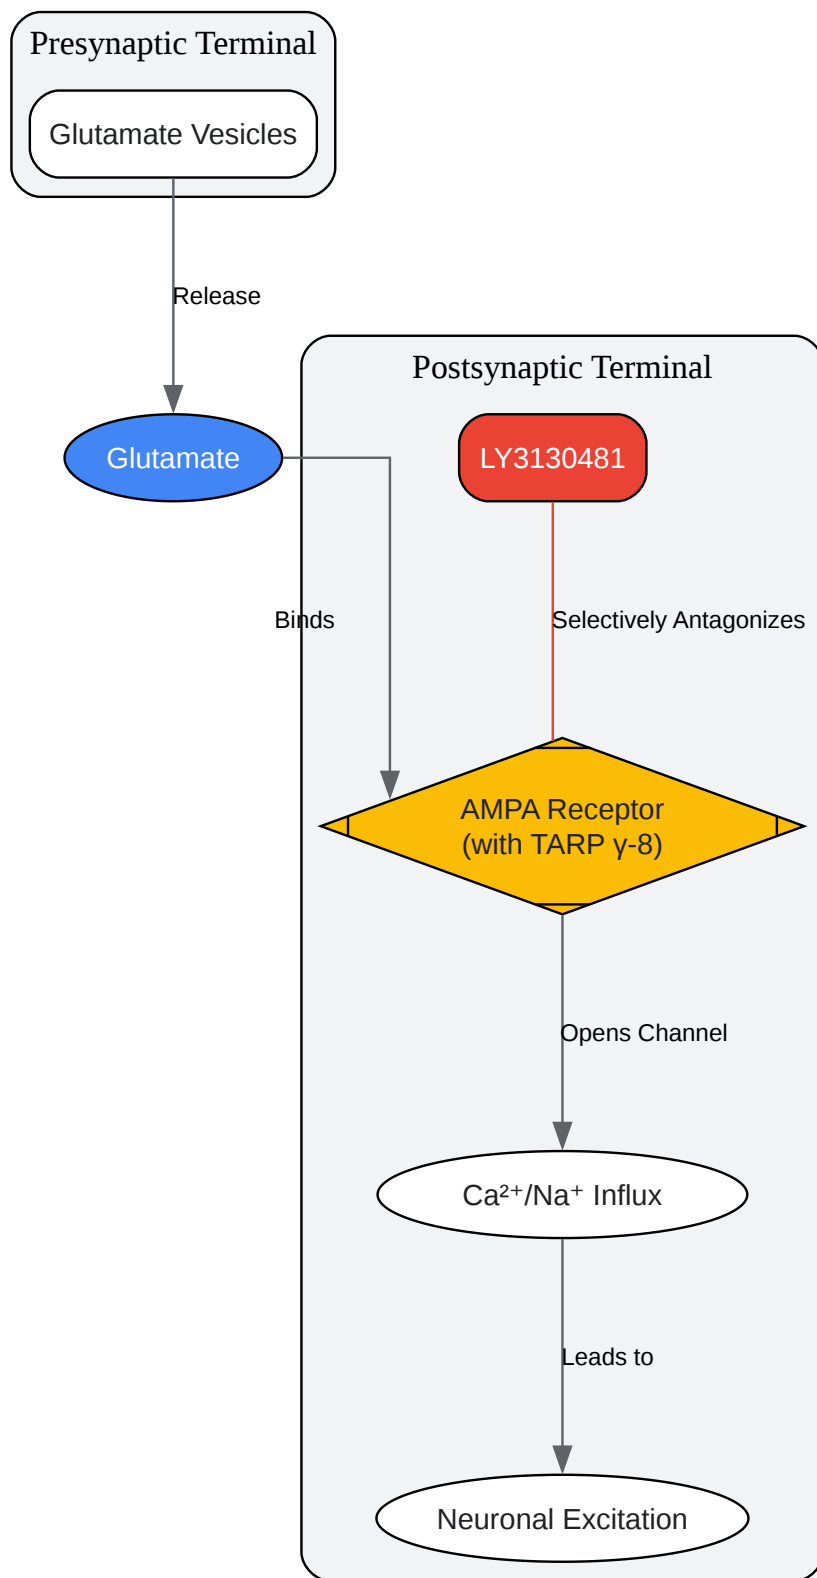 Presynaptic Terminal
Glutamate Vesicles
Release
Postsynaptic Terminal
Glutamate
LY3130481
Binds
Selectively Antagonizes
AMPA Receptor
(with TARP γ-8)
Opens Channel
Ca²⁺/Na⁺ Influx
Leads to
Neuronal Excitation